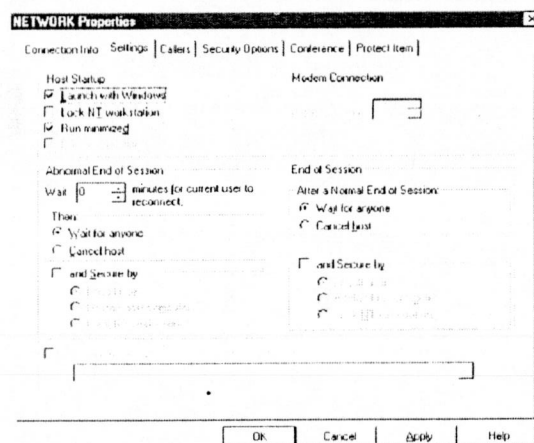 NETWORK Properties
Connection Info Settings Callers Security Options Conference Protect Item
Host Startup
Launch with Windows
Lock NT workstation
Run minimized
Modem Connection
Abnormal End of Session
Wait 0 minutes for current user to
reconnect.
Then:
Wait for anyone
Cancel host
and Secure by
End of Session
After a Normal End of Session:
Wait for anyone
Cancel host
and Secure by
OK Cancel Apply Help